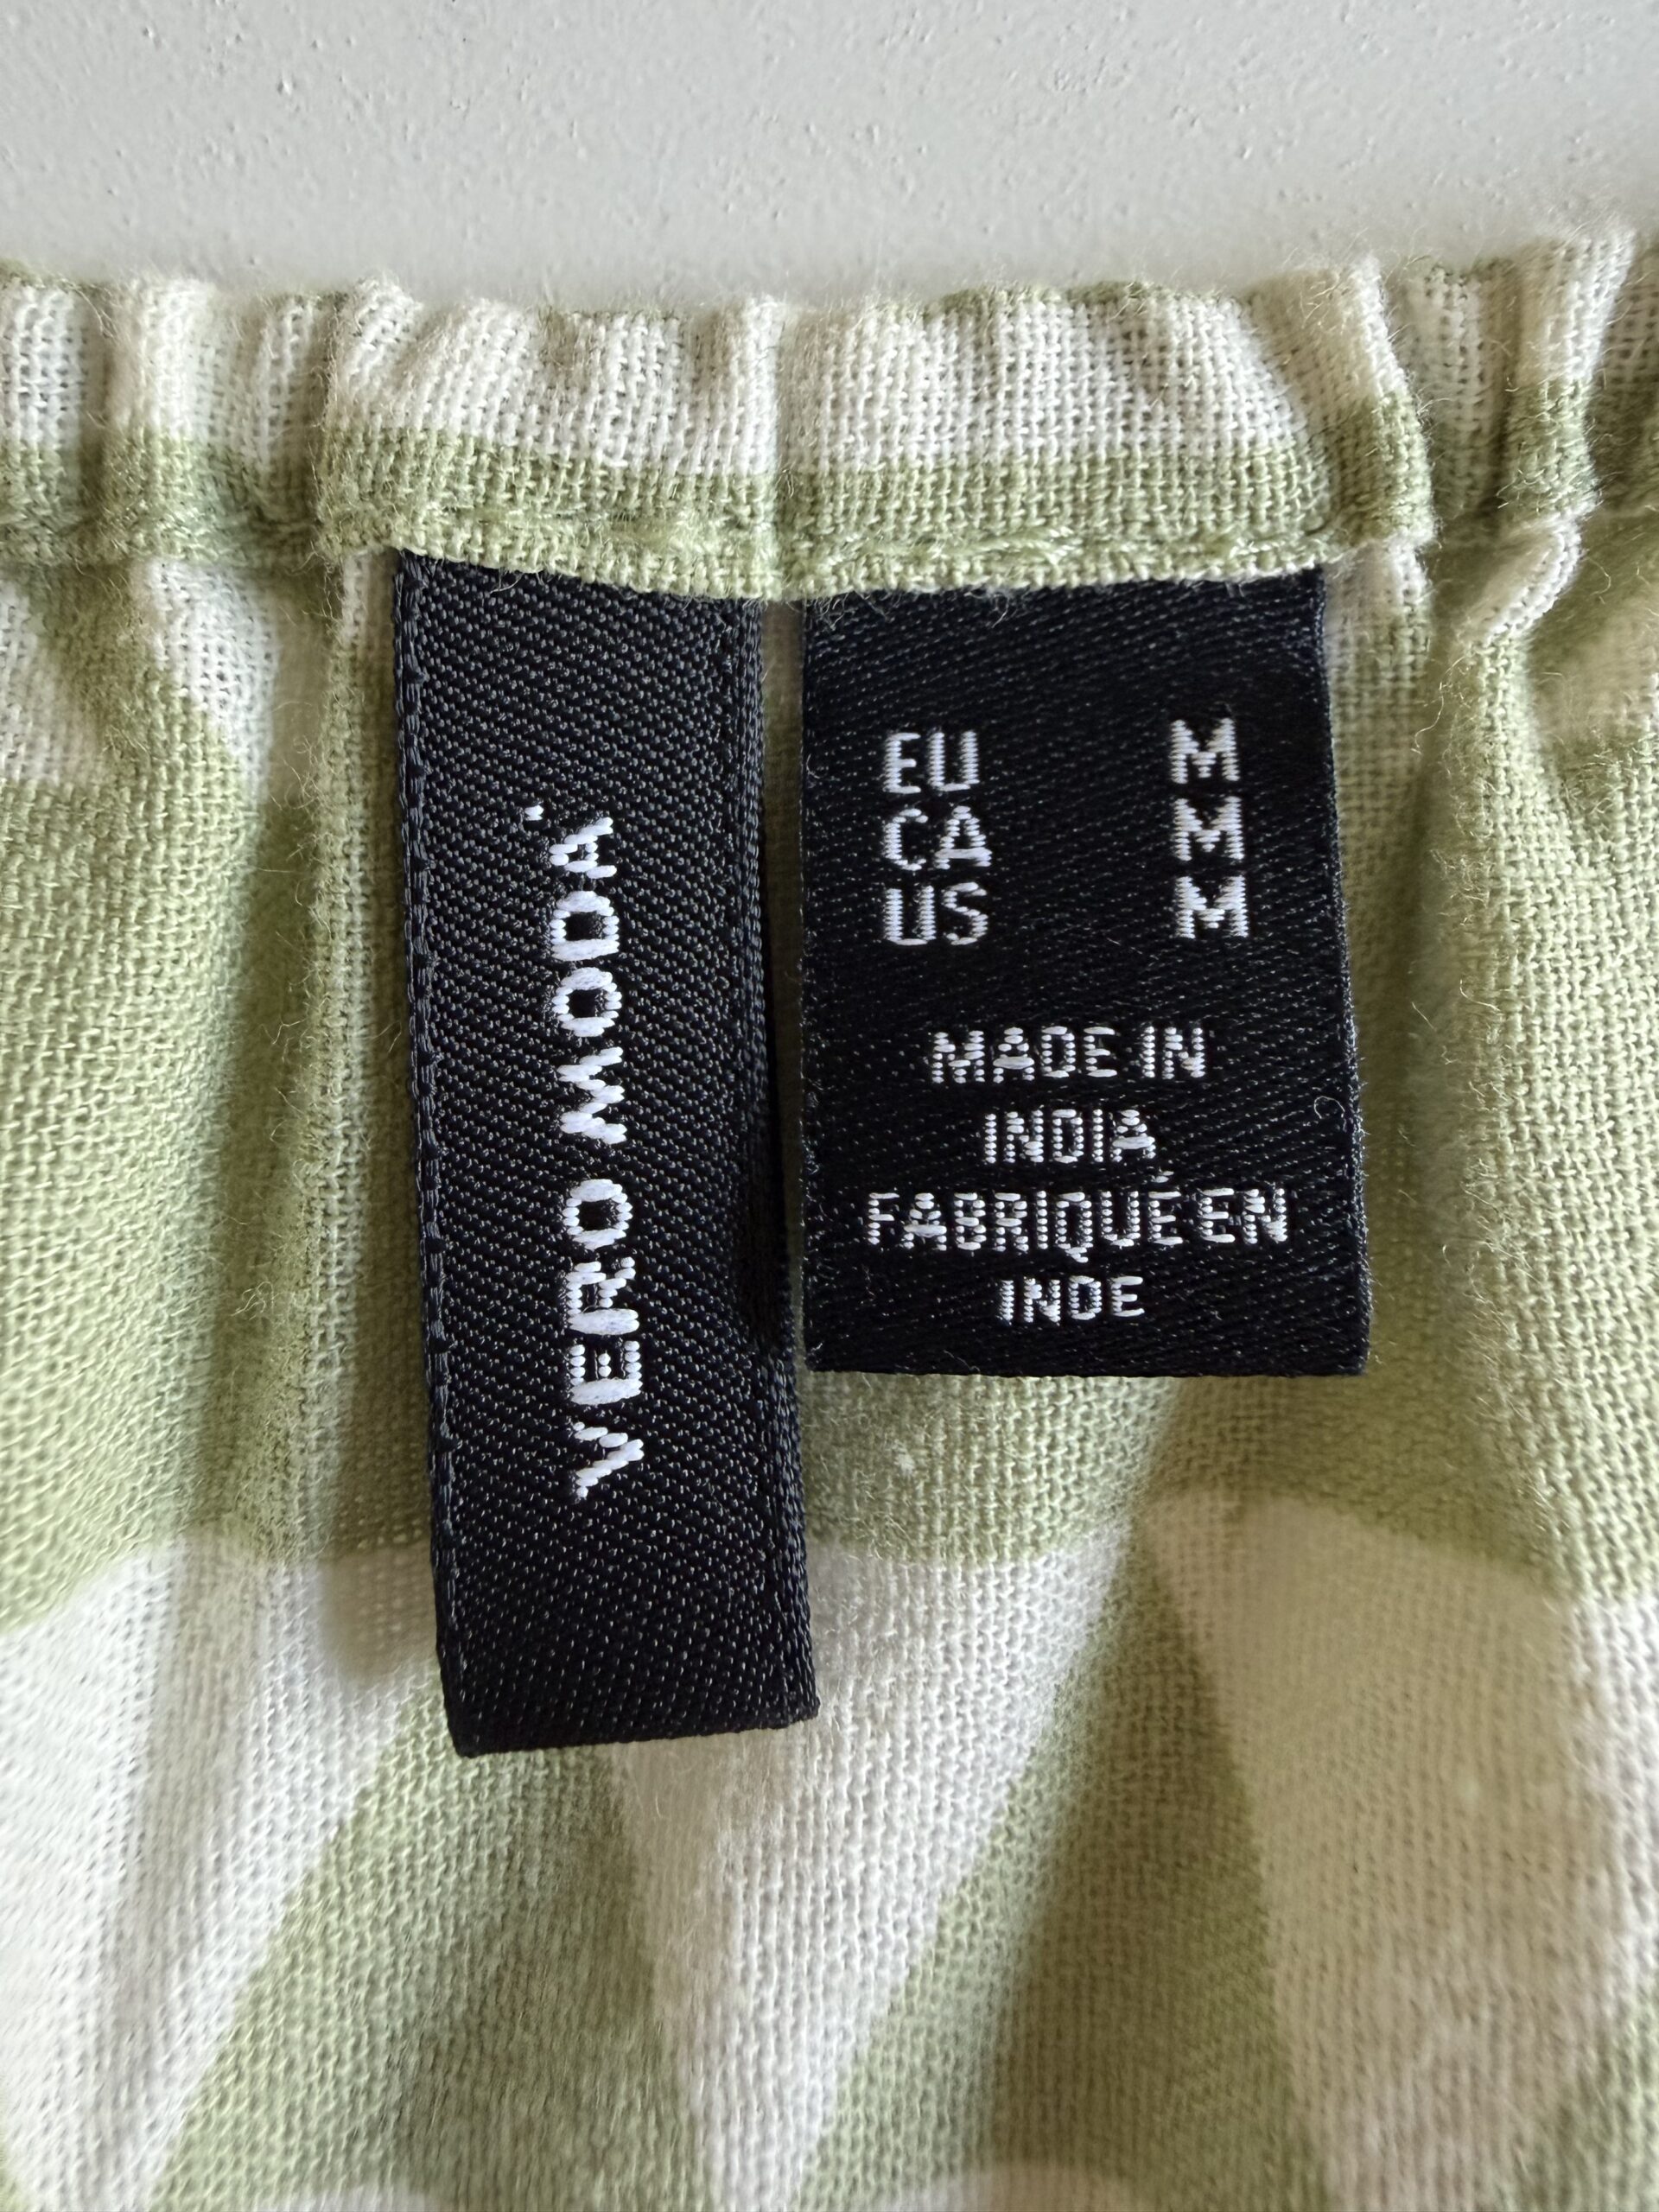 VERO MODA
EU M
CA M
US M
MADE IN
INDIA
FABRIQUÉ EN
INDE